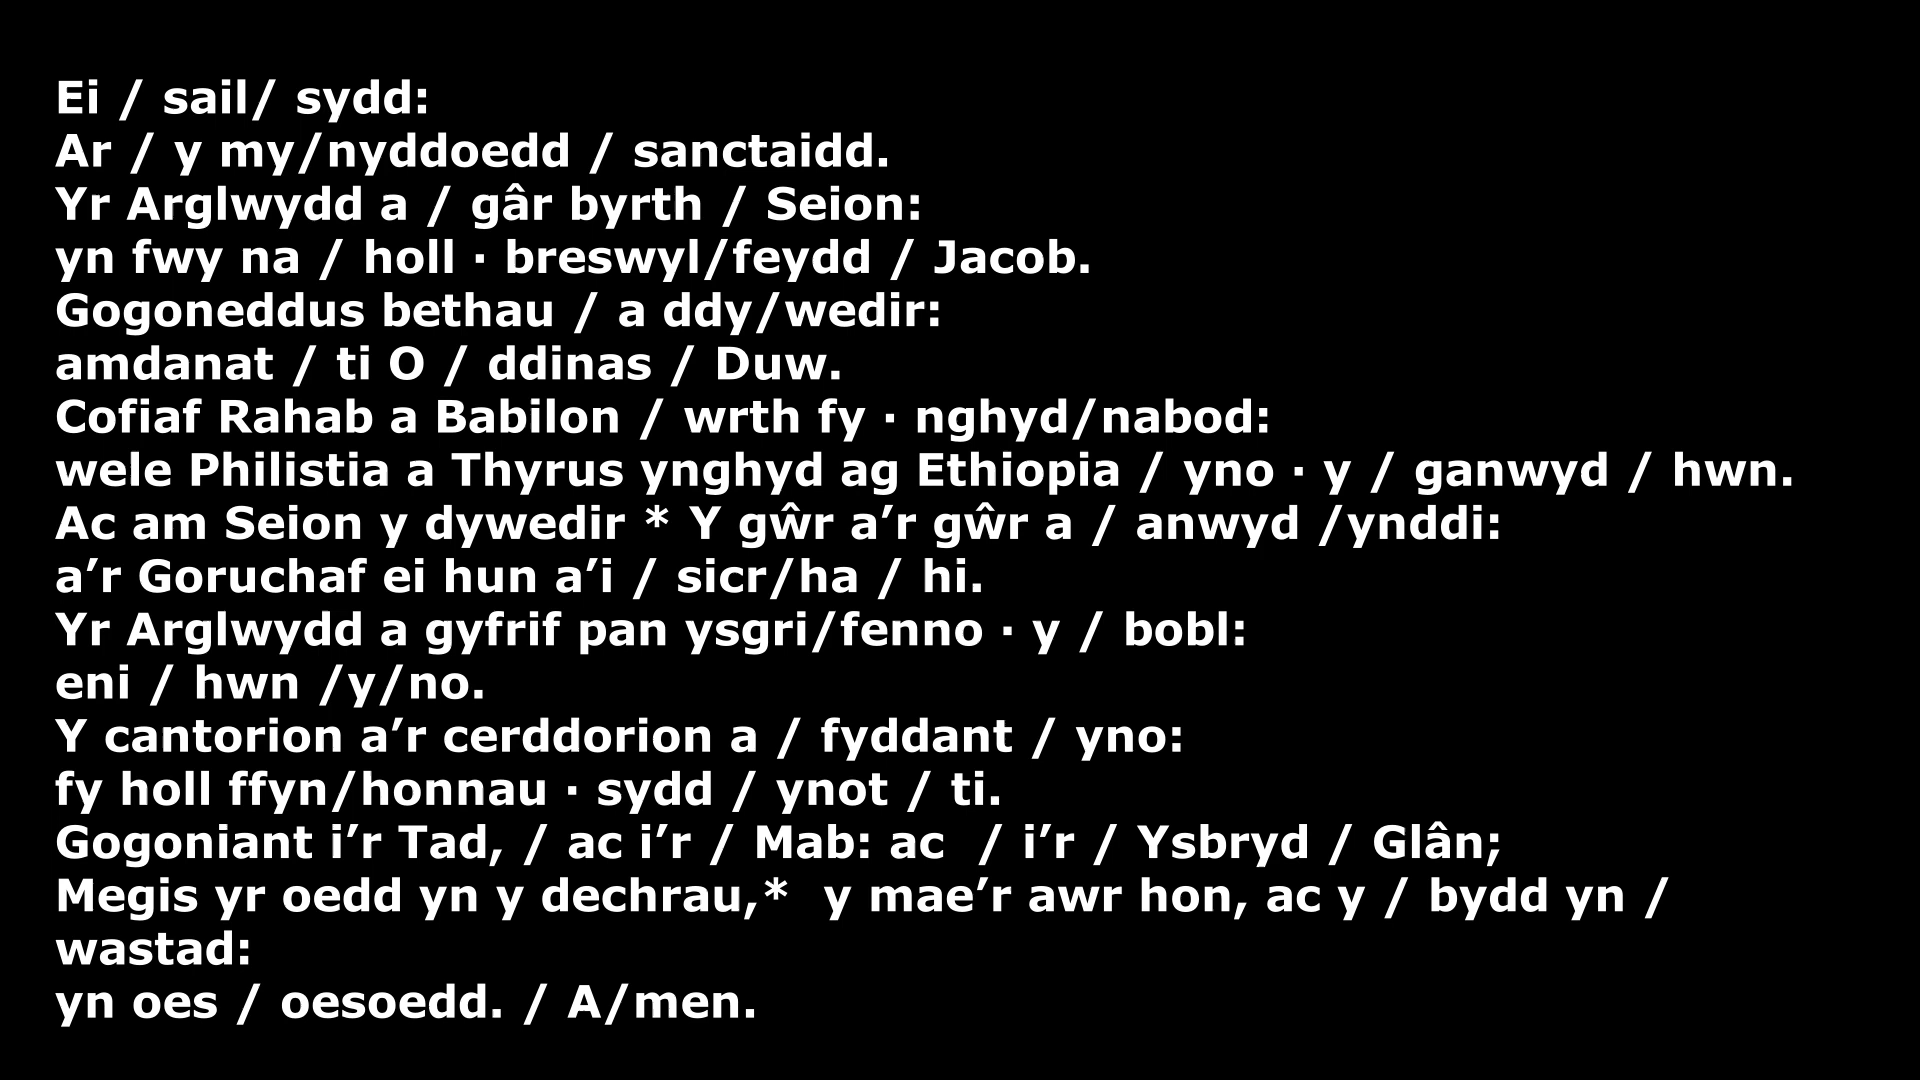 Ei / sail/ sydd:
Ar / y my/nyddoedd / sanctaidd.
Yr Arglwydd a / gâr byrth / Seion:
yn fwy na / holl · breswyl/feydd / Jacob.
Gogoneddus bethau / a ddy/wedir:
amdanat / ti O / ddinas / Duw.
Cofiaf Rahab a Babilon / wrth fy · nghyd/nabod:
wele Philistia a Thyrus ynghyd ag Ethiopia / yno · y / ganwyd / hwn.
Ac am Seion y dywedir * Y gŵr a’r gŵr a / anwyd /ynddi:
a’r Goruchaf ei hun a’i / sicr/ha / hi.
Yr Arglwydd a gyfrif pan ysgri/fenno · y / bobl:
eni / hwn /y/no.
Y cantorion a’r cerddorion a / fyddant / yno:
fy holl ffyn/honnau · sydd / ynot / ti.
Gogoniant i’r Tad, / ac i’r / Mab: ac  / i’r / Ysbryd / Glân;
Megis yr oedd yn y dechrau,*  y mae’r awr hon, ac y / bydd yn /
wastad:
yn oes / oesoedd. / A/men.